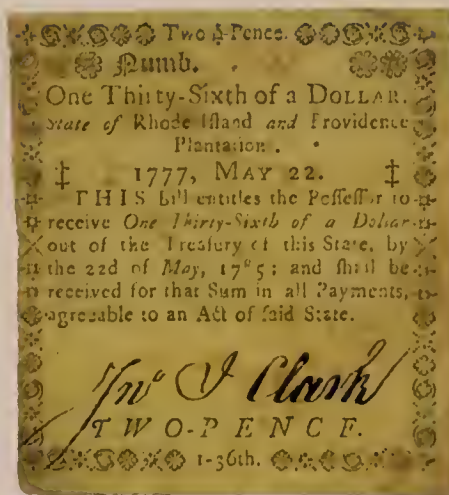 Two-Pence.
Numb.
One Thirty-Sixth of a DOLLAR.
State of Rhode Iſland and Providence
Plantation .
‡ 1777, MAY 22. ‡
THIS bill entitles the Poſſeſſor to
receive One Thirty-Sixth of a Dollar
out of the Treaſury of this State, by
the 22d of May, 1785; and ſhall be
received for that Sum in all Payments,
agreeable to an Act of ſaid State.
Jno J Clark
TWO-PENCE.
1-36th.